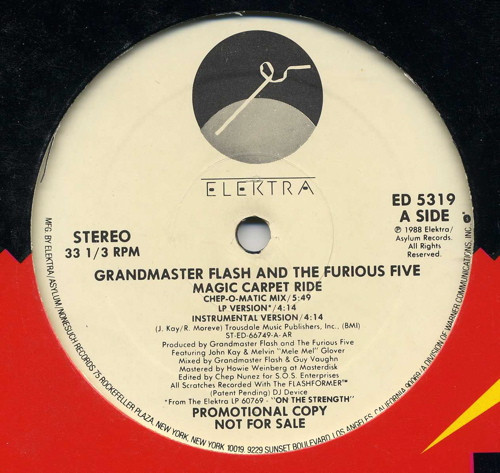 ELEKTRA
ED 5319
A SIDE
℗ 1988 Elektra/
Asylum Records.
All Rights
Reserved.
STEREO
33 1/3 RPM
GRANDMASTER FLASH AND THE FURIOUS FIVE
MAGIC CARPET RIDE
CHEP-O-MATIC MIX/5:49
LP VERSION*/4:14
INSTRUMENTAL VERSION/4:14
(J. Kay/R. Moreve) Trousdale Music Publishers, Inc., (BMI)
ST-ED-66749-A-AR
Produced by Grandmaster Flash and The Furious Five
Featuring John Kay & Melvin "Mele Mel" Glover
Mixed by Grandmaster Flash & Guy Vaughn
Mastered by Howie Weinberg at Masterdisk
Edited by Chep Nunez for S.O.S. Enterprises
All Scratches Recorded With The FLASHFORMER™
(Patent Pending) DJ Device
*From The Elektra LP 60769 - "ON THE STRENGTH"
PROMOTIONAL COPY
NOT FOR SALE
MFG. BY ELEKTRA/ASYLUM/NONESUCH RECORDS 75 ROCKEFELLER PLAZA, NEW YORK, NEW YORK 10019 9229 SUNSET BOULEVARD, LOS ANGELES, CALIFORNIA 90069 A DIVISION OF WARNER COMMUNICATIONS, INC.